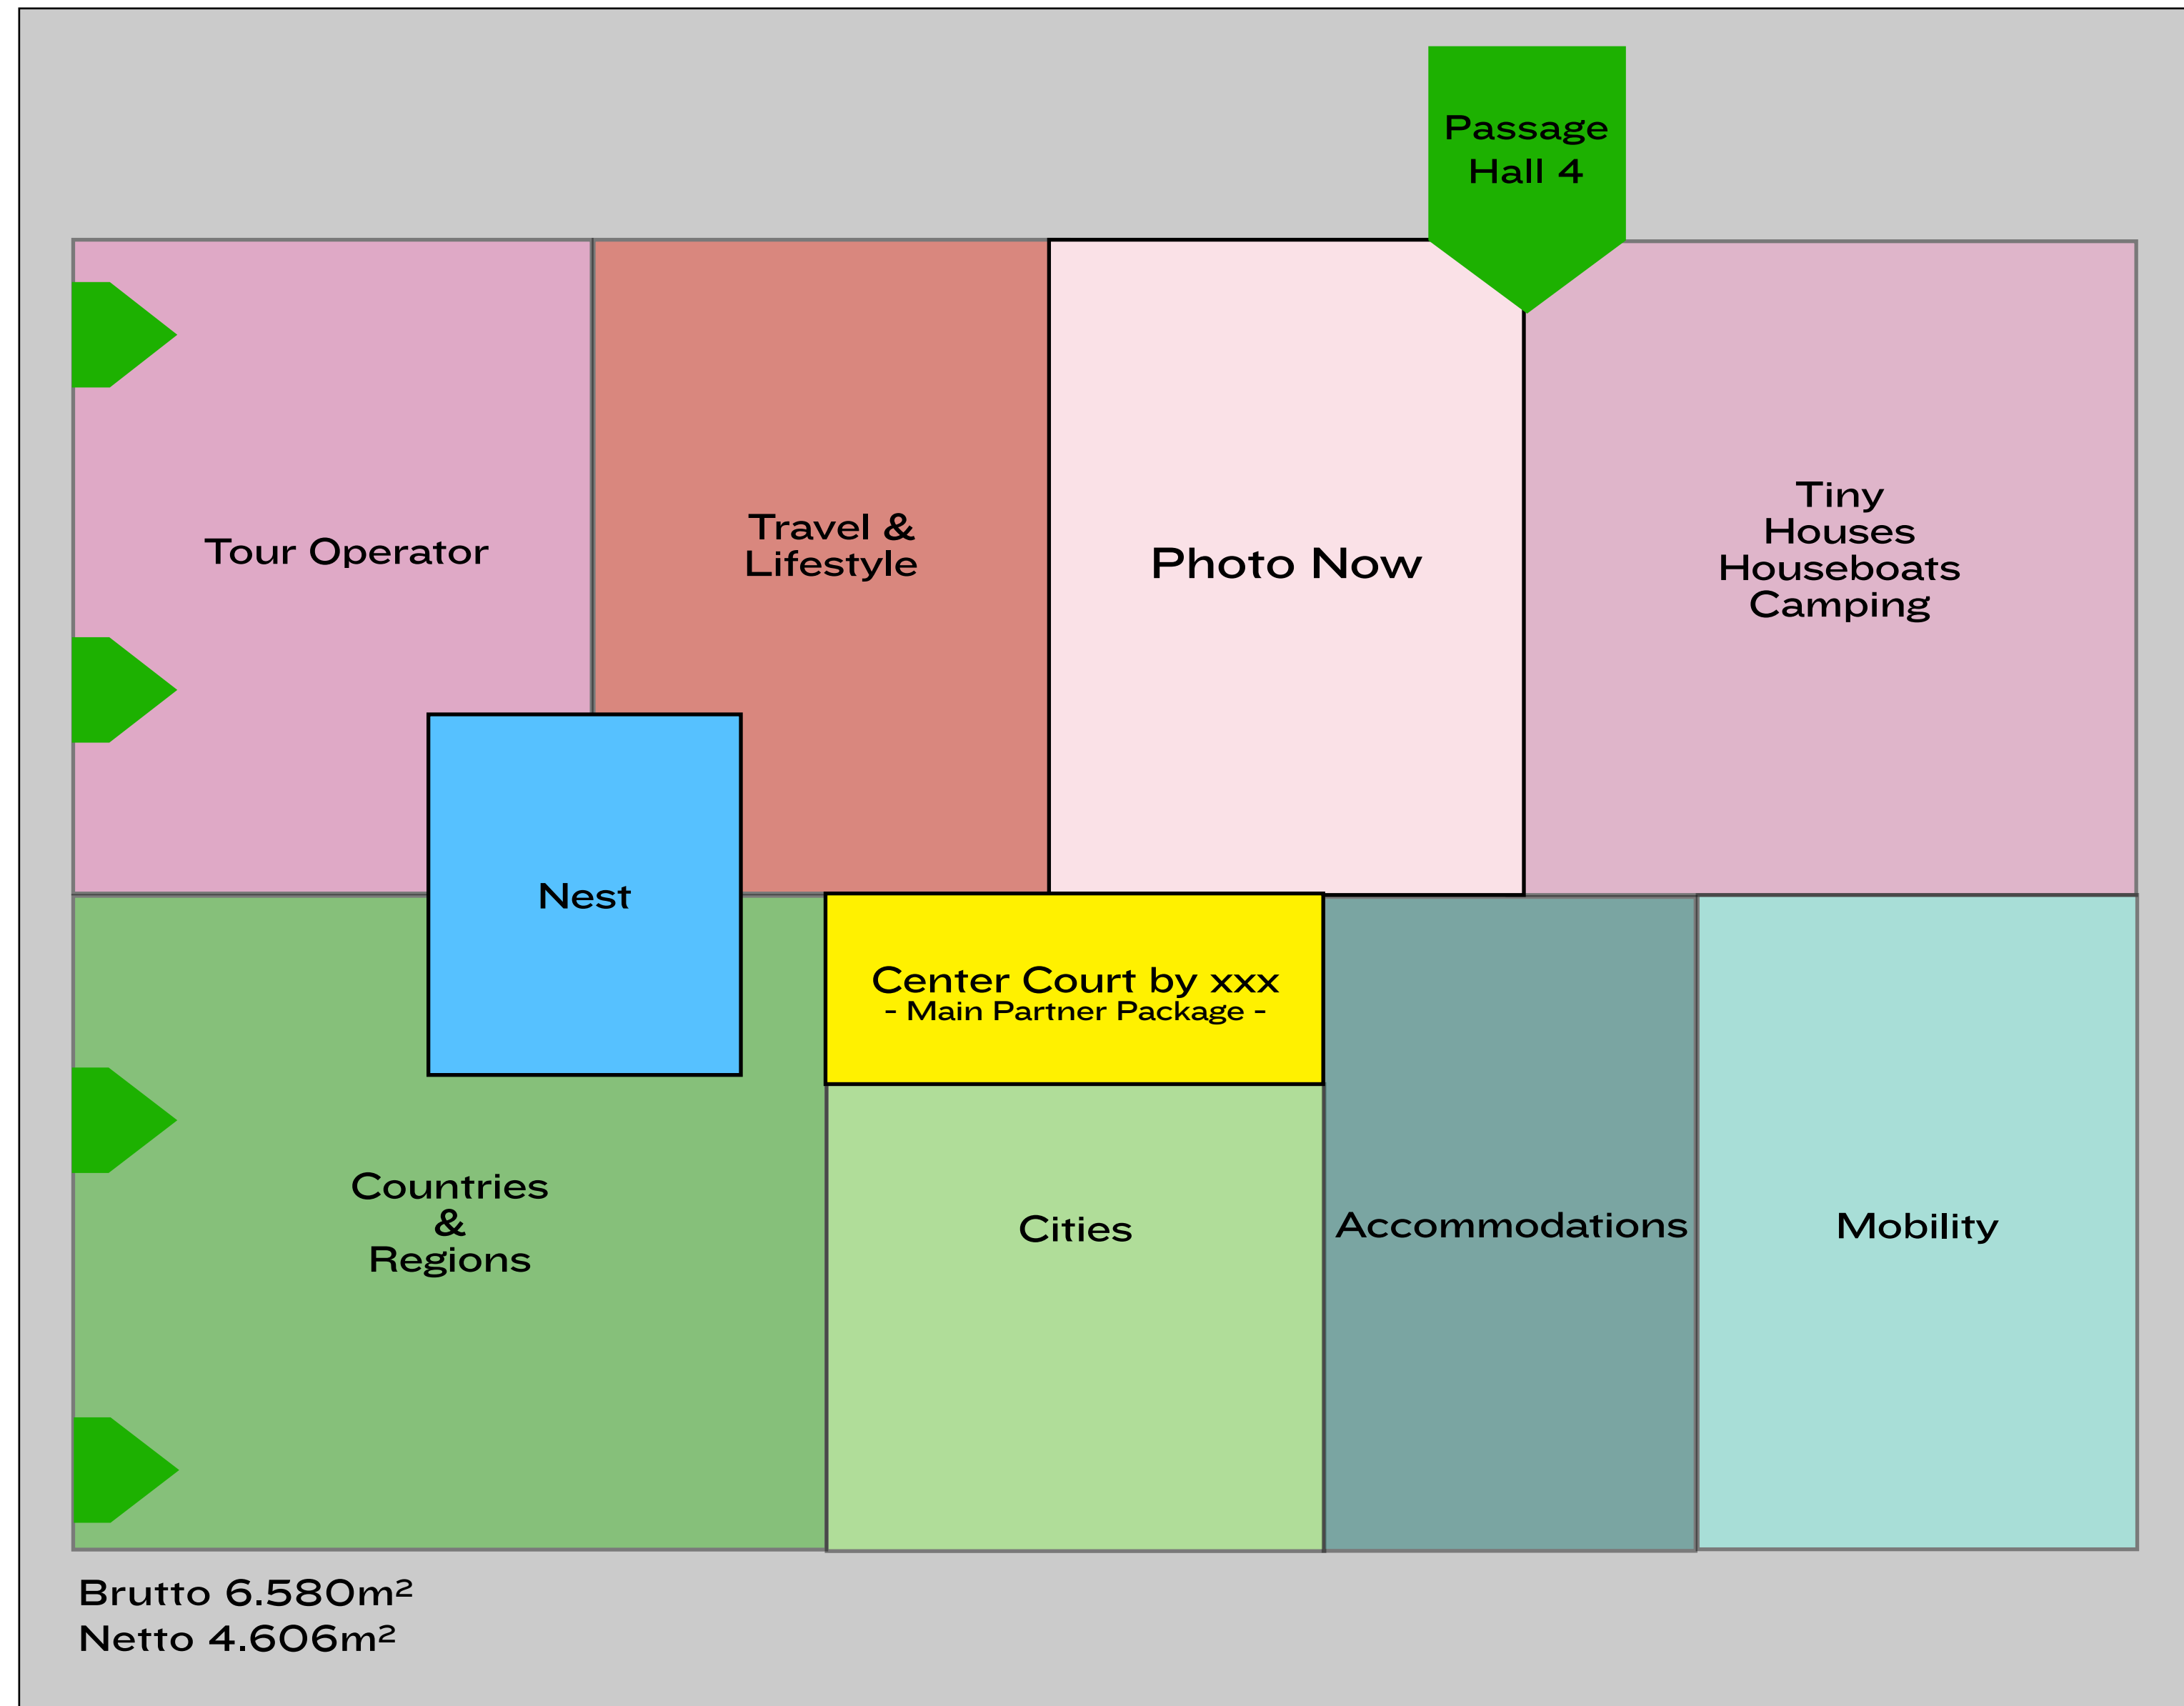 Passage
Hall 4
Tour Operator
Travel &
Lifestyle
Photo Now
Tiny
Houses
Houseboats
Camping
Nest
Center Court by xxx
- Main Partner Package -
Countries
&
Regions
Cities
Accommodations
Mobility
Brutto 6.580m²
Netto 4.606m²